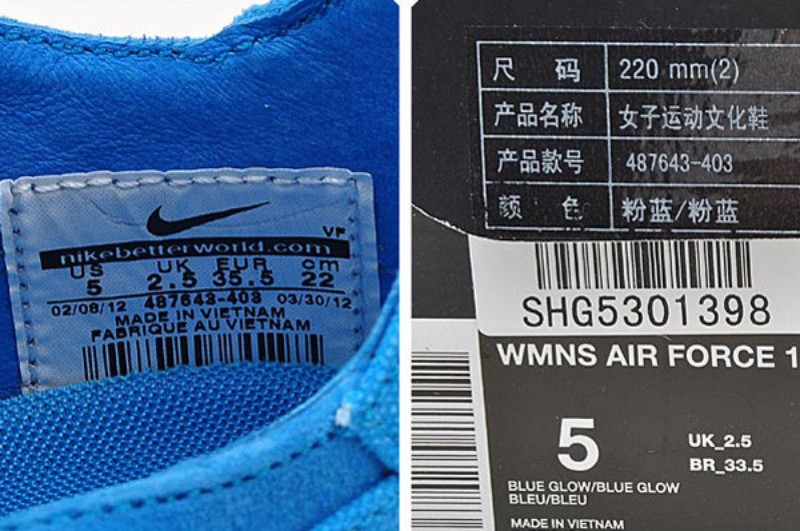 VF
nikebetterworld.com
US UK EUR cm
5 2.5 35.5 22
02/08/12 487643-403 03/30/12
MADE IN VIETNAM
FABRIQUE AU VIETNAM
尺 码 220 mm(2)
产品名称 女子运动文化鞋
产品款号 487643-403
颜 色 粉蓝/粉蓝
SHG5301398
WMNS AIR FORCE 1
5
UK_2.5
BR_33.5
BLUE GLOW/BLUE GLOW
BLEU/BLEU
MADE IN VIETNAM